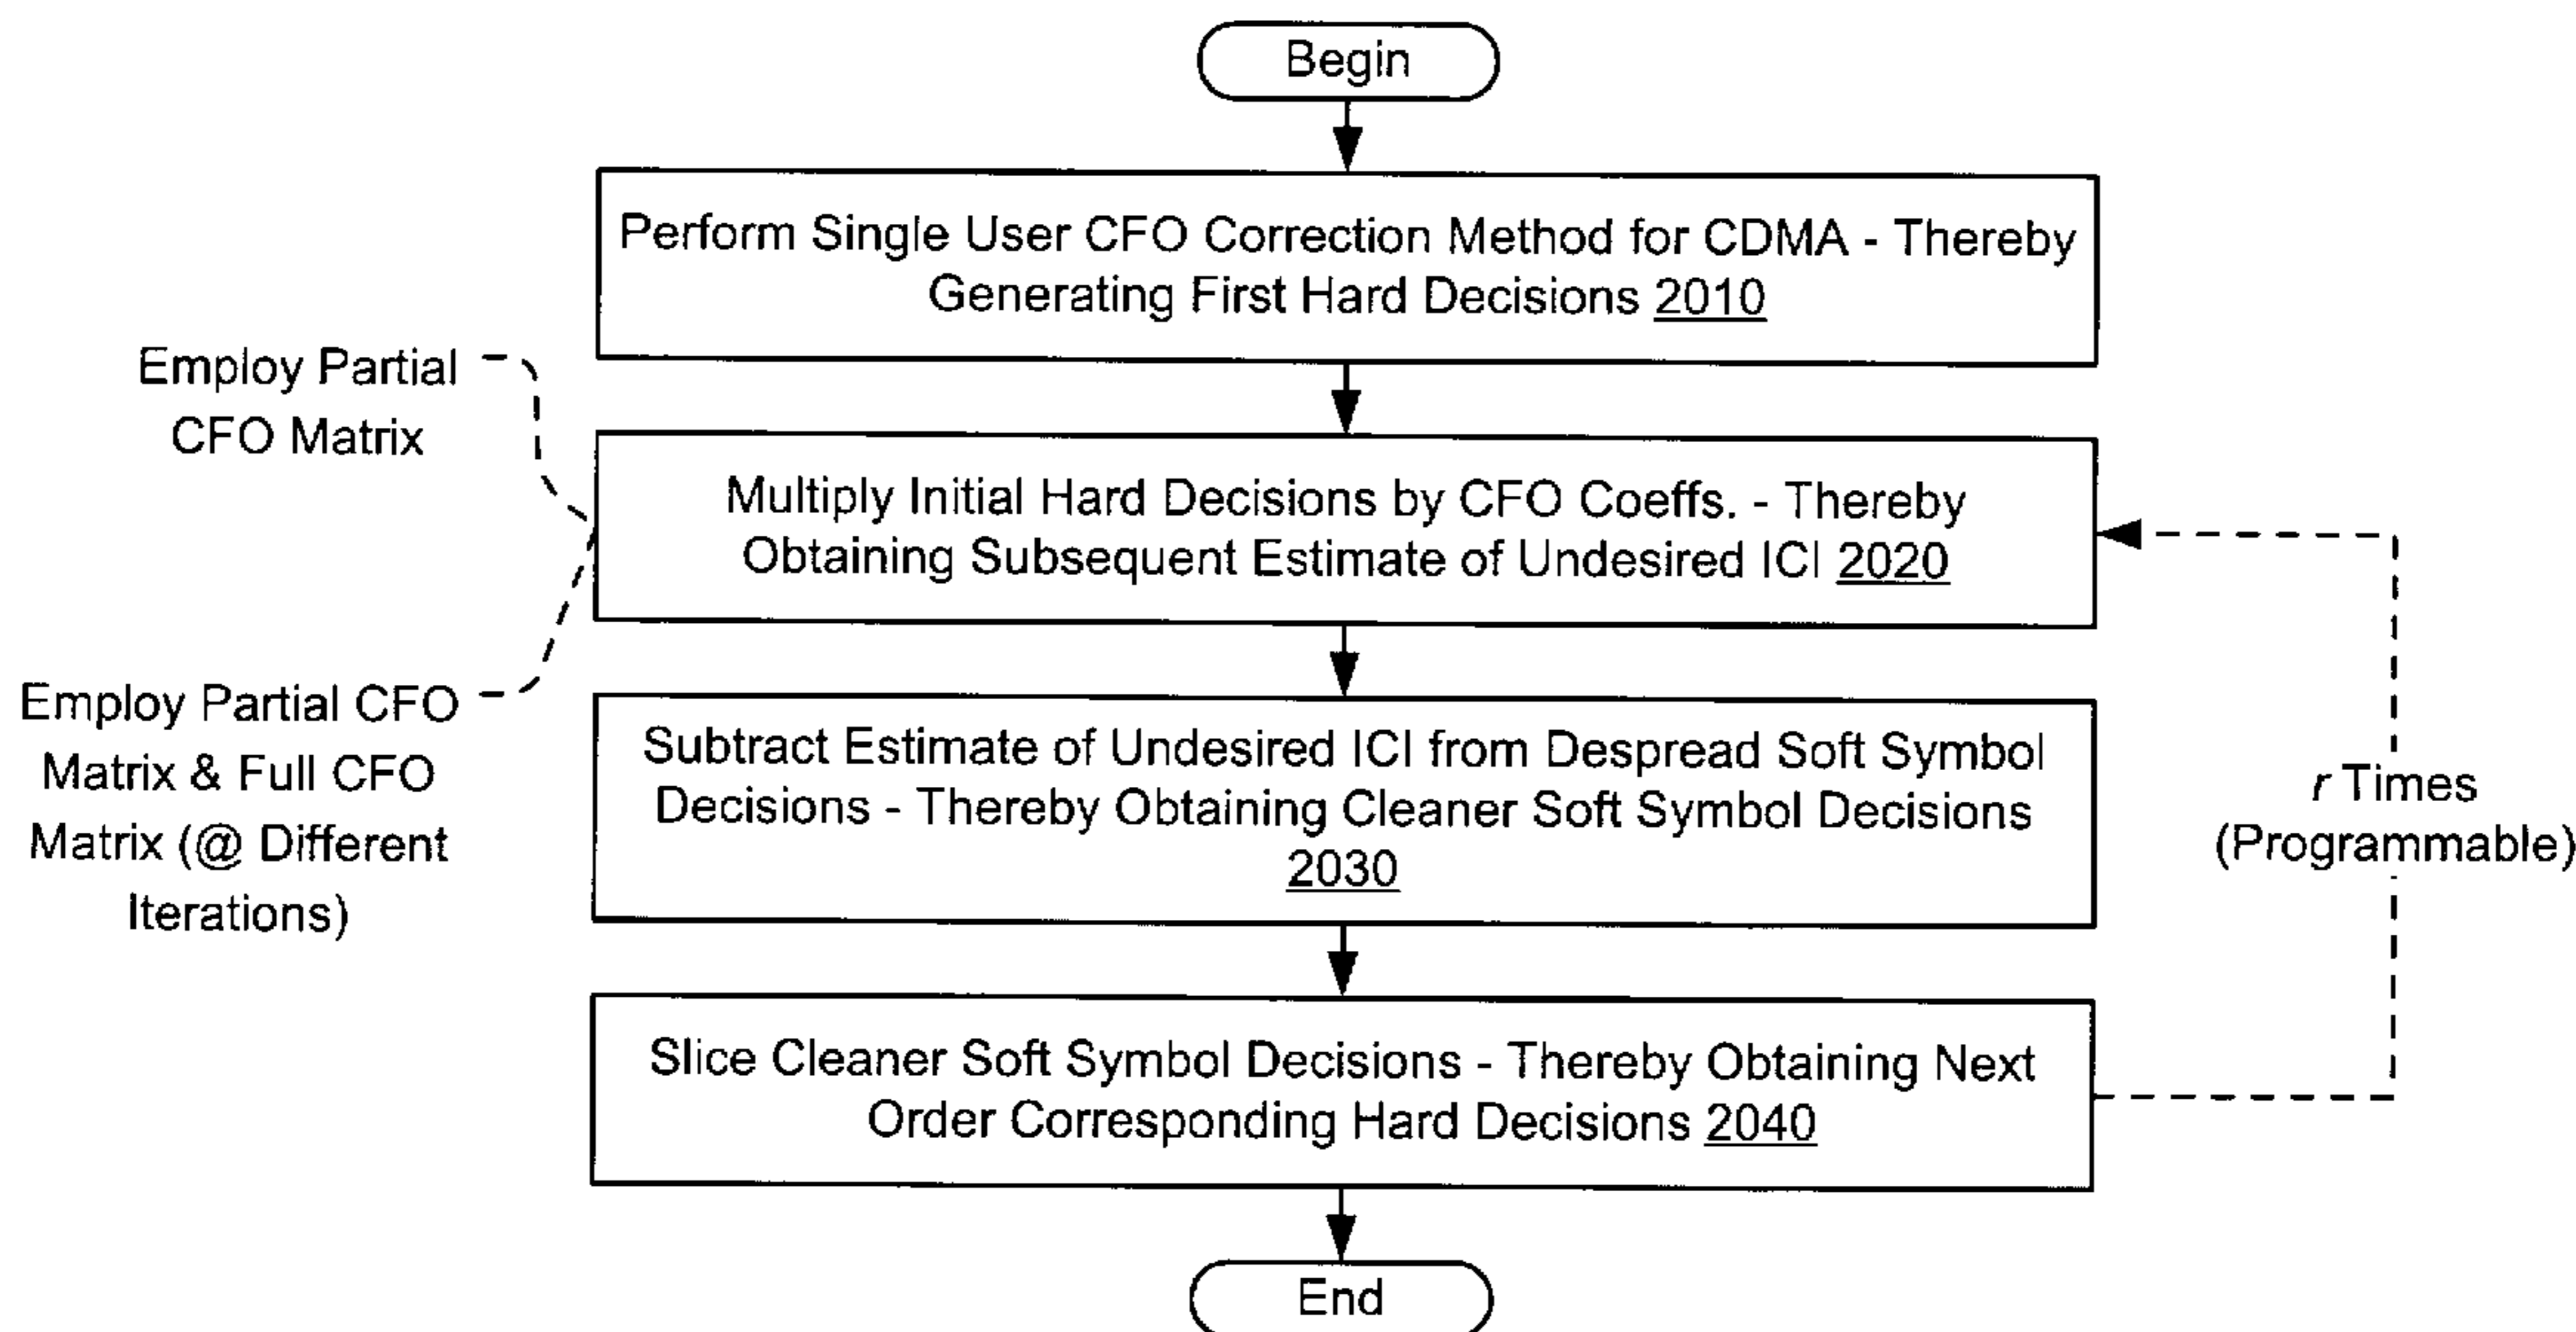 Begin
Perform Single User CFO Correction Method for CDMA - Thereby
Generating First Hard Decisions 2010
Employ Partial
CFO Matrix
Multiply Initial Hard Decisions by CFO Coeffs. - Thereby
Obtaining Subsequent Estimate of Undesired ICI 2020
Employ Partial CFO
Matrix & Full CFO
Matrix (@ Different
Iterations)
Subtract Estimate of Undesired ICI from Despread Soft Symbol
Decisions - Thereby Obtaining Cleaner Soft Symbol Decisions
2030
r Times
(Programmable)
Slice Cleaner Soft Symbol Decisions - Thereby Obtaining Next
Order Corresponding Hard Decisions 2040
End